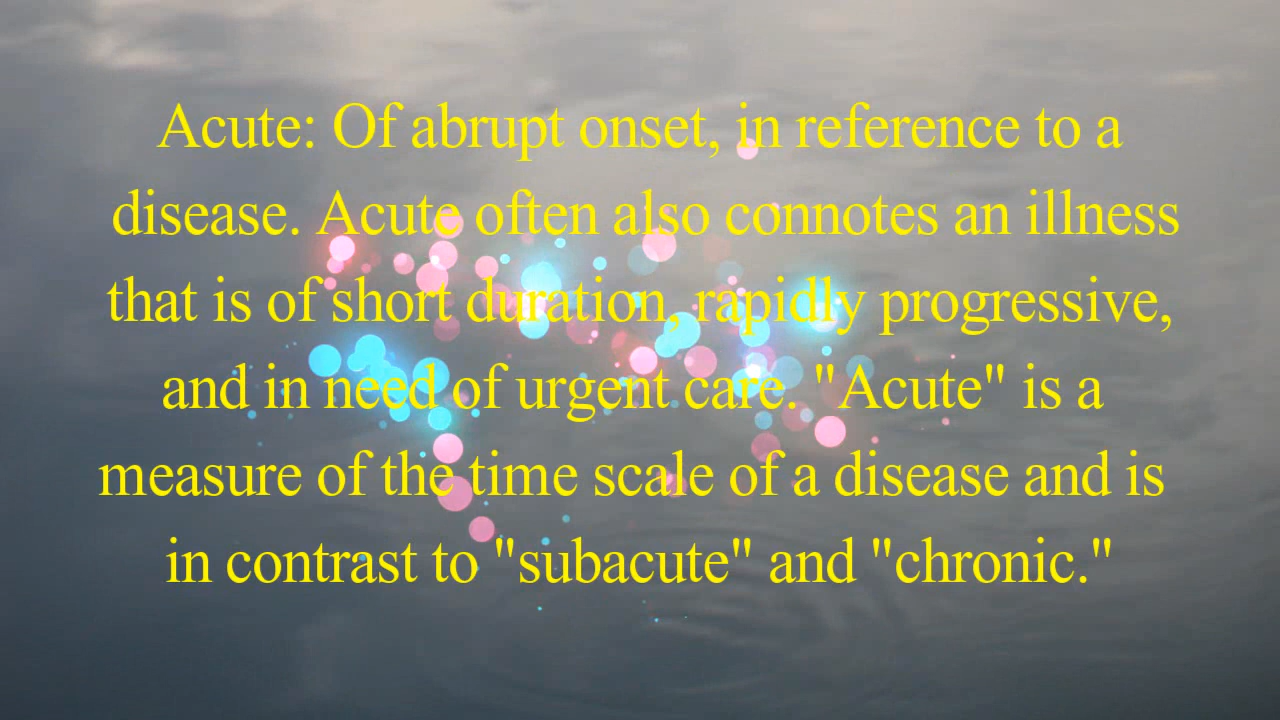 Acute: Of abrupt onset, in reference to a
disease. Acute often also connotes an illness
that is of short duration, rapidly progressive,
and in need of urgent care. "Acute" is a
measure of the time scale of a disease and is
in contrast to "subacute" and "chronic."